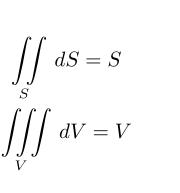 ∬_S dS = S
∭_V dV = V